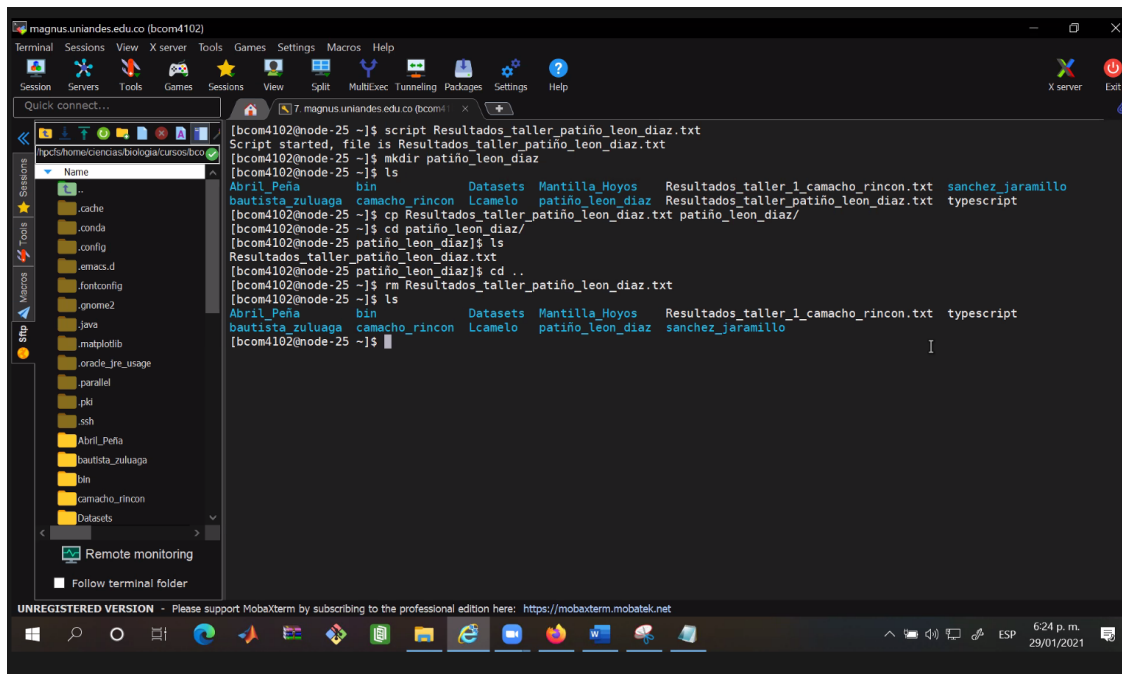 magnus.uniandes.edu.co (bcom4102)
Terminal Sessions View X server Tools Games Settings Macros Help
Session Servers Tools Games Sessions View Split MultiExec Tunneling Packages Settings Help X server Exit
Quick connect...
7. magnus.uniandes.edu.co (bcom41
/hpcfs/home/ciencias/biologia/cursos/bco
Name
..
.cache
.conda
.config
.emacs.d
.fontconfig
.gnome2
.java
.matplotlib
.oracle_jre_usage
.parallel
.pki
.ssh
Abril_Peña
bautista_zuluaga
bin
camacho_rincon
Datasets
Sessions
Tools
Macros
Sftp
Remote monitoring
Follow terminal folder
[bcom4102@node-25 ~]$ script Resultados_taller_patiño_leon_diaz.txt
Script started, file is Resultados_taller_patiño_leon_diaz.txt
[bcom4102@node-25 ~]$ mkdir patiño_leon_diaz
[bcom4102@node-25 ~]$ ls
Abril_Peña bin Datasets Mantilla_Hoyos Resultados_taller_1_camacho_rincon.txt sanchez_jaramillo
bautista_zuluaga camacho_rincon Lcamelo patiño_leon_diaz Resultados_taller_patiño_leon_diaz.txt typescript
[bcom4102@node-25 ~]$ cp Resultados_taller_patiño_leon_diaz.txt patiño_leon_diaz/
[bcom4102@node-25 ~]$ cd patiño_leon_diaz/
[bcom4102@node-25 patiño_leon_diaz]$ ls
Resultados_taller_patiño_leon_diaz.txt
[bcom4102@node-25 patiño_leon_diaz]$ cd ..
[bcom4102@node-25 ~]$ rm Resultados_taller_patiño_leon_diaz.txt
[bcom4102@node-25 ~]$ ls
Abril_Peña bin Datasets Mantilla_Hoyos Resultados_taller_1_camacho_rincon.txt typescript
bautista_zuluaga camacho_rincon Lcamelo patiño_leon_diaz sanchez_jaramillo
[bcom4102@node-25 ~]$
UNREGISTERED VERSION - Please support MobaXterm by subscribing to the professional edition here: https://mobaxterm.mobatek.net
ESP
6:24 p. m.
29/01/2021